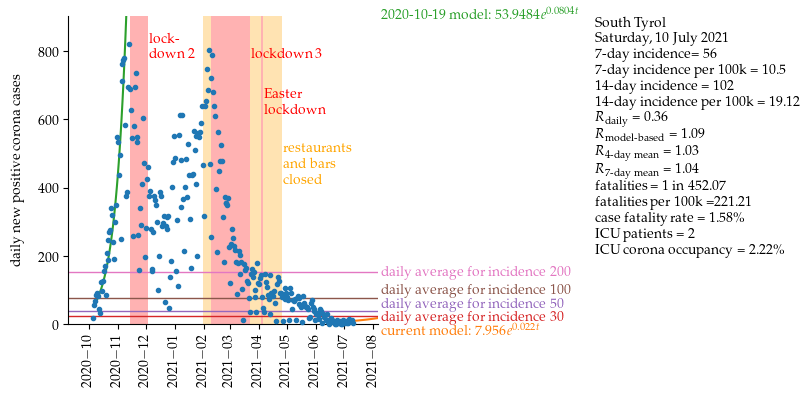 2020-10-19 model: 53.9484e^0.0804t
South Tyrol
Saturday, 10 July 2021
7-day incidence= 56
7-day incidence per 100k = 10.5
14-day incidence = 102
14-day incidence per 100k = 19.12
R_daily = 0.36
R_model-based = 1.09
R_4-day mean = 1.03
R_7-day mean = 1.04
fatalities = 1 in 452.07
fatalities per 100k =221.21
case fatality rate = 1.58%
ICU patients = 2
ICU corona occupancy = 2.22%
daily new positive corona cases
800
600
400
200
0
lock-
down 2
lockdown 3
Easter
lockdown
restaurants
and bars
closed
daily average for incidence 200
daily average for incidence 100
daily average for incidence 50
daily average for incidence 30
current model: 7.956e^0.022t
2020−10
2020−11
2020−12
2021−01
2021−02
2021−03
2021−04
2021−05
2021−06
2021−07
2021−08